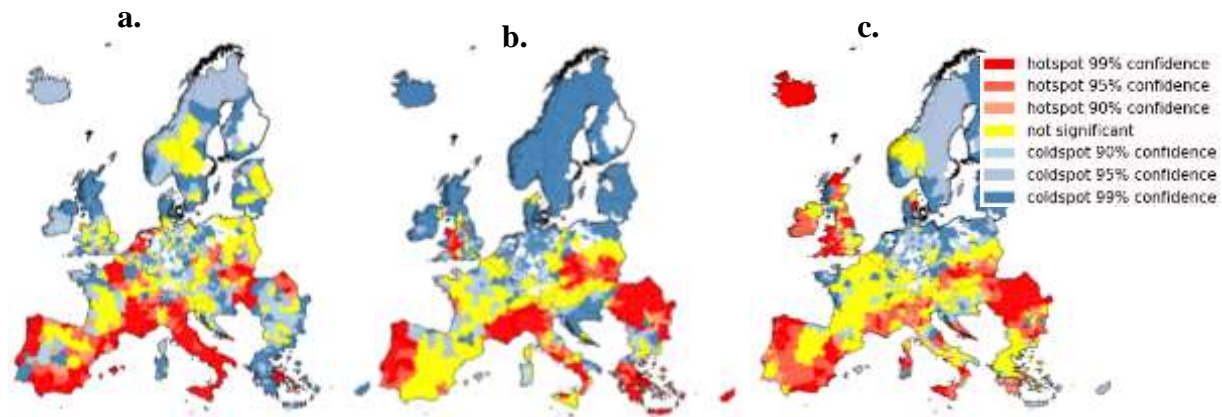 a.
b.
c.
hotspot 99% confidence
hotspot 95% confidence
hotspot 90% confidence
not significant
coldspot 90% confidence
coldspot 95% confidence
coldspot 99% confidence